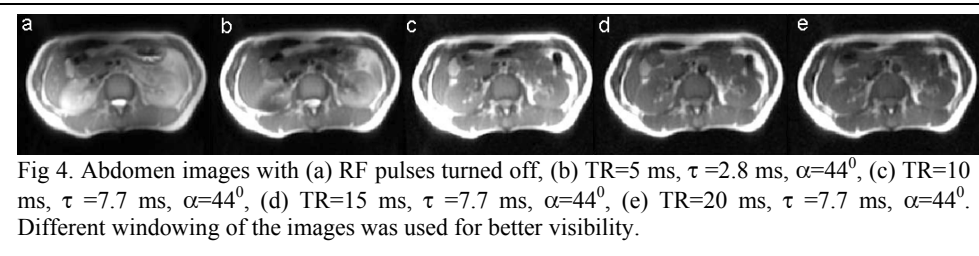 a b c d e
Fig 4. Abdomen images with (a) RF pulses turned off, (b) TR=5 ms, τ =2.8 ms, α=44⁰, (c) TR=10
ms, τ =7.7 ms, α=44⁰, (d) TR=15 ms, τ =7.7 ms, α=44⁰, (e) TR=20 ms, τ =7.7 ms, α=44⁰.
Different windowing of the images was used for better visibility.